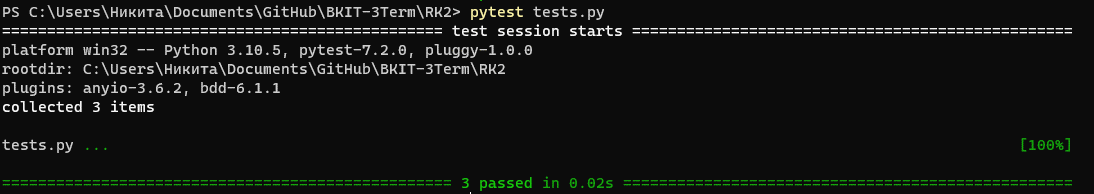 PS C:\Users\Никита\Documents\GitHub\BKIT-3Term\RK2> pytest tests.py
================================================= test session starts =================================================
platform win32 -- Python 3.10.5, pytest-7.2.0, pluggy-1.0.0
rootdir: C:\Users\Никита\Documents\GitHub\BKIT-3Term\RK2
plugins: anyio-3.6.2, bdd-6.1.1
collected 3 items
tests.py ... [100%]
================================================== 3 passed in 0.02s ==================================================